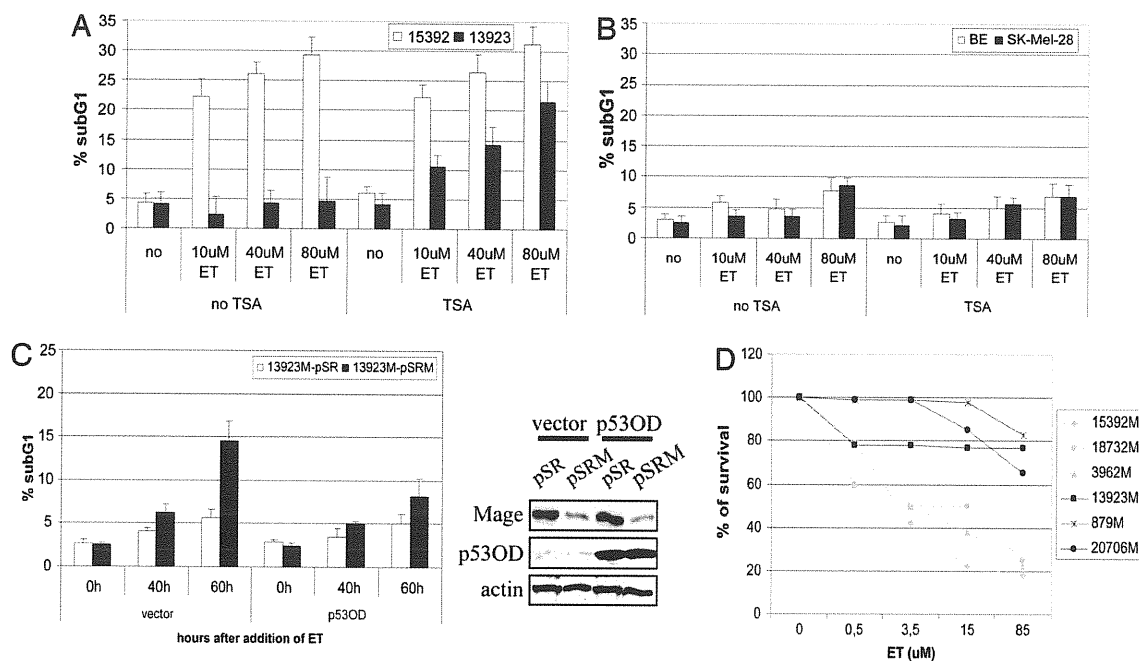 A
35
30
25
20
15
10
5
0
% subG1
15392 13923
no 10uM ET 40uM ET 80uM ET no 10uM ET 40uM ET 80uM ET
no TSA TSA
B
35
30
25
20
15
10
5
0
% subG1
BE SK-Mel-28
no 10uM ET 40uM ET 80uM ET no 10uM ET 40uM ET 80uM ET
no TSA TSA
C
25
20
15
10
5
0
% subG1
13923M-pSR 13923M-pSRM
0h 40h 60h 0h 40h 60h
vector p53OD
hours after addition of ET
vector p53OD
pSR pSRM pSR pSRM
Mage
p53OD
actin
D
120
100
80
60
40
20
0
% of survival
0 0,5 3,5 15 85
ET (uM)
15392M
18732M
3962M
13923M
879M
20706M